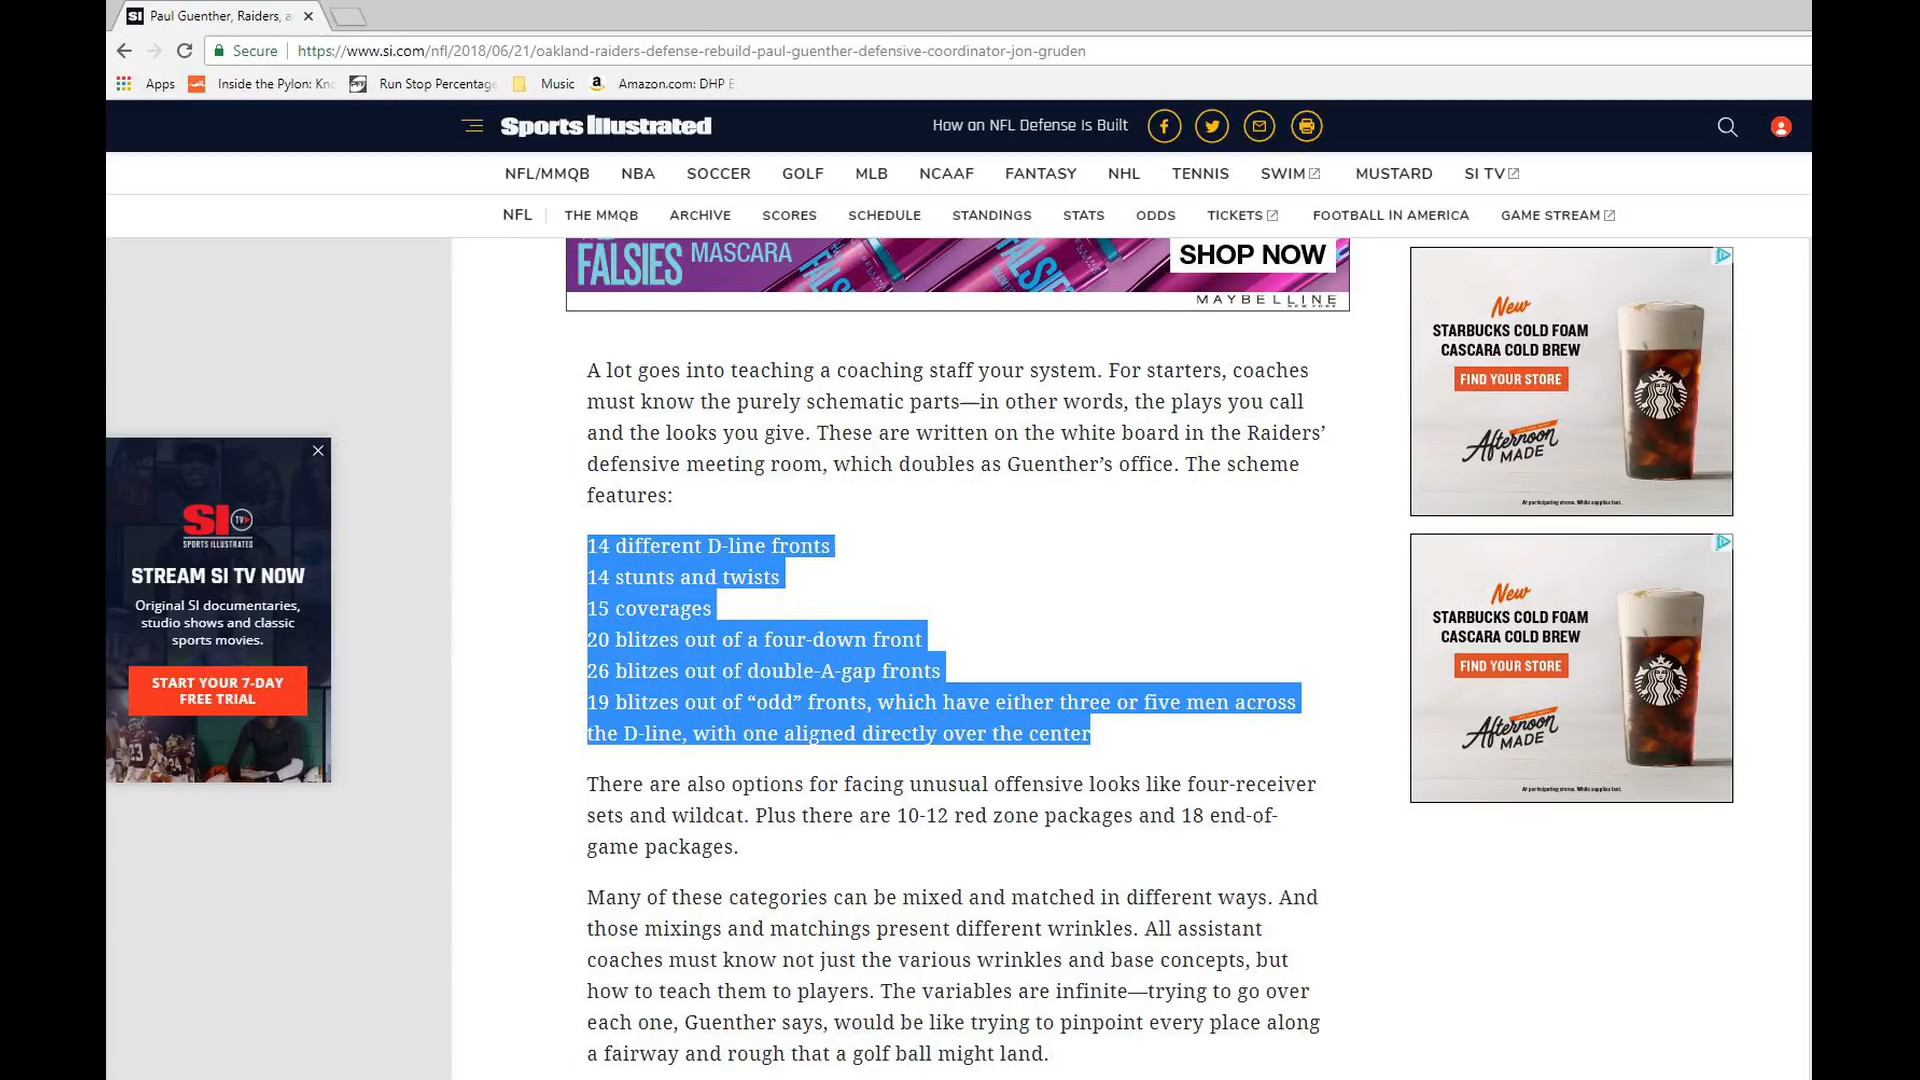 SI Paul Guenther, Raiders, a
Secure https://www.si.com/nfl/2018/06/21/oakland-raiders-defense-rebuild-paul-guenther-defensive-coordinator-jon-gruden
Apps Inside the Pylon: Kno PFF Run Stop Percentage Music Amazon.com: DHP E
Sports Illustrated How an NFL Defense Is Built
NFL/MMQB NBA SOCCER GOLF MLB NCAAF FANTASY NHL TENNIS SWIM MUSTARD SI TV
NFL THE MMQB ARCHIVE SCORES SCHEDULE STANDINGS STATS ODDS TICKETS FOOTBALL IN AMERICA GAME STREAM
FALSIES MASCARA SHOP NOW
MAYBELLINE
NEW YORK
A lot goes into teaching a coaching staff your system. For starters, coaches
must know the purely schematic parts—in other words, the plays you call
and the looks you give. These are written on the white board in the Raiders’
defensive meeting room, which doubles as Guenther’s office. The scheme
features:
14 different D-line fronts
14 stunts and twists
15 coverages
20 blitzes out of a four-down front
26 blitzes out of double-A-gap fronts
19 blitzes out of “odd” fronts, which have either three or five men across
the D-line, with one aligned directly over the center
There are also options for facing unusual offensive looks like four-receiver
sets and wildcat. Plus there are 10-12 red zone packages and 18 end-of-
game packages.
Many of these categories can be mixed and matched in different ways. And
those mixings and matchings present different wrinkles. All assistant
coaches must know not just the various wrinkles and base concepts, but
how to teach them to players. The variables are infinite—trying to go over
each one, Guenther says, would be like trying to pinpoint every place along
a fairway and rough that a golf ball might land.
SI TV
SPORTS ILLUSTRATED
STREAM SI TV NOW
Original SI documentaries,
studio shows and classic
sports movies.
START YOUR 7-DAY
FREE TRIAL
New
STARBUCKS COLD FOAM
CASCARA COLD BREW
FIND YOUR STORE
Afternoon
MADE
At participating stores. While supplies last.
New
STARBUCKS COLD FOAM
CASCARA COLD BREW
FIND YOUR STORE
Afternoon
MADE
At participating stores. While supplies last.